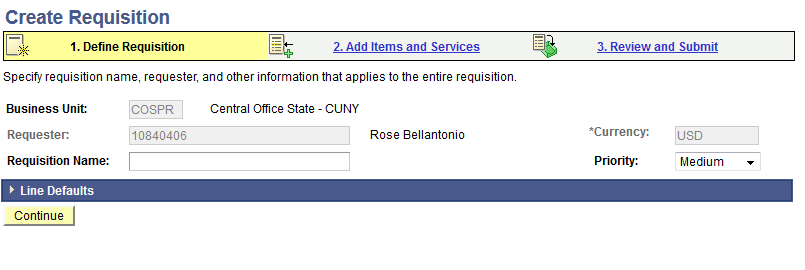 Create Requisition
1. Define Requisition 2. Add Items and Services 3. Review and Submit
Specify requisition name, requester, and other information that applies to the entire requisition.
Business Unit: COSPR Central Office State - CUNY
Requester: 10840406 Rose Bellantonio *Currency: USD
Requisition Name: Priority: Medium
Line Defaults
Continue